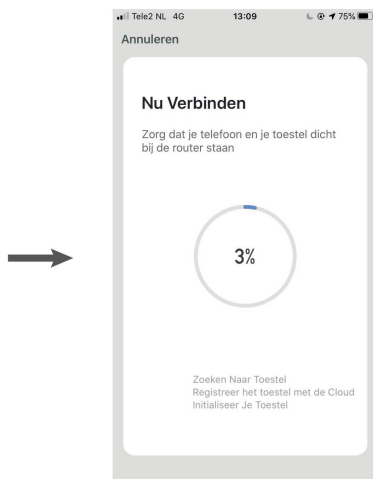 Tele2 NL 4G 13:09 75%
Annuleren
Nu Verbinden
Zorg dat je telefoon en je toestel dicht
bij de router staan
3%
Zoeken Naar Toestel
Registreer het toestel met de Cloud
Initialiseer Je Toestel